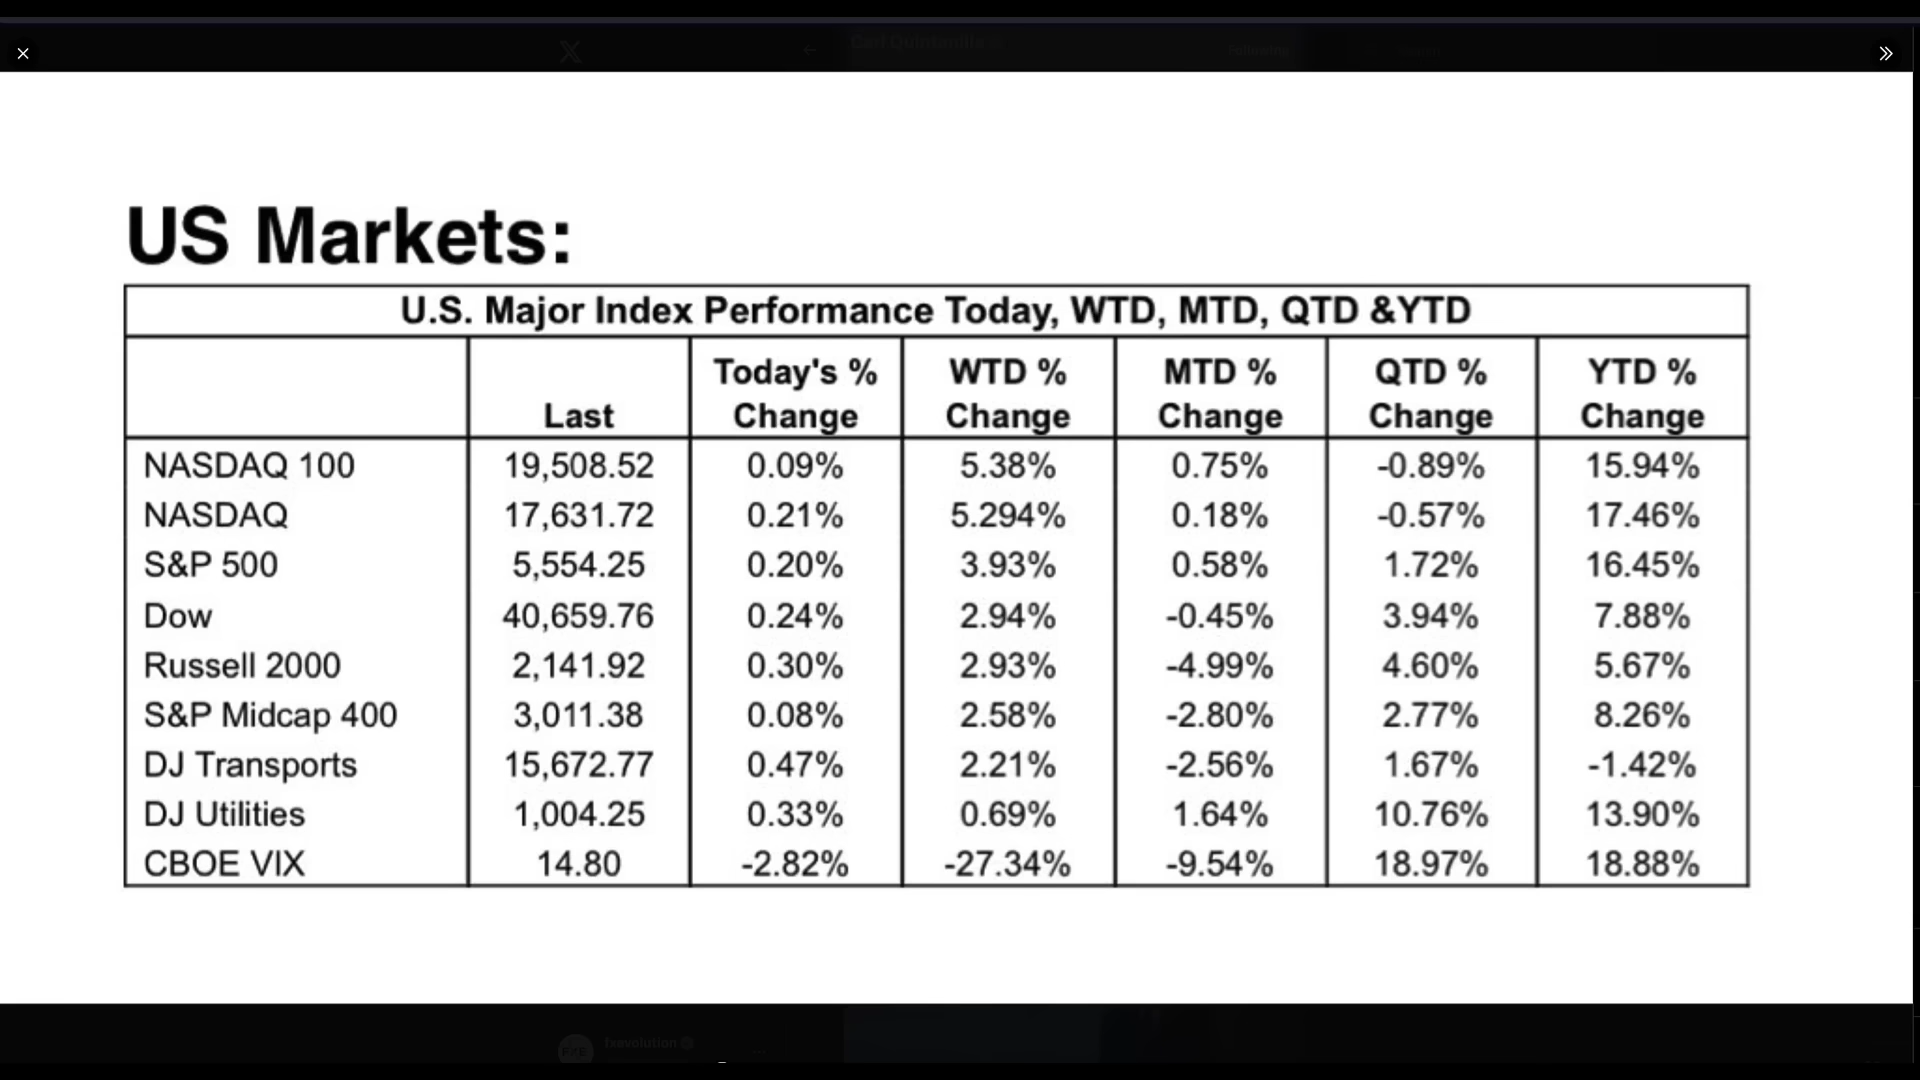 Carl Quintanilla
Following
US Markets:
U.S. Major Index Performance Today, WTD, MTD, QTD &YTD
Last Today's % Change WTD % Change MTD % Change QTD % Change YTD % Change
NASDAQ 100 19,508.52 0.09% 5.38% 0.75% -0.89% 15.94%
NASDAQ 17,631.72 0.21% 5.294% 0.18% -0.57% 17.46%
S&P 500 5,554.25 0.20% 3.93% 0.58% 1.72% 16.45%
Dow 40,659.76 0.24% 2.94% -0.45% 3.94% 7.88%
Russell 2000 2,141.92 0.30% 2.93% -4.99% 4.60% 5.67%
S&P Midcap 400 3,011.38 0.08% 2.58% -2.80% 2.77% 8.26%
DJ Transports 15,672.77 0.47% 2.21% -2.56% 1.67% -1.42%
DJ Utilities 1,004.25 0.33% 0.69% 1.64% 10.76% 13.90%
CBOE VIX 14.80 -2.82% -27.34% -9.54% 18.97% 18.88%
FXE fxevolution